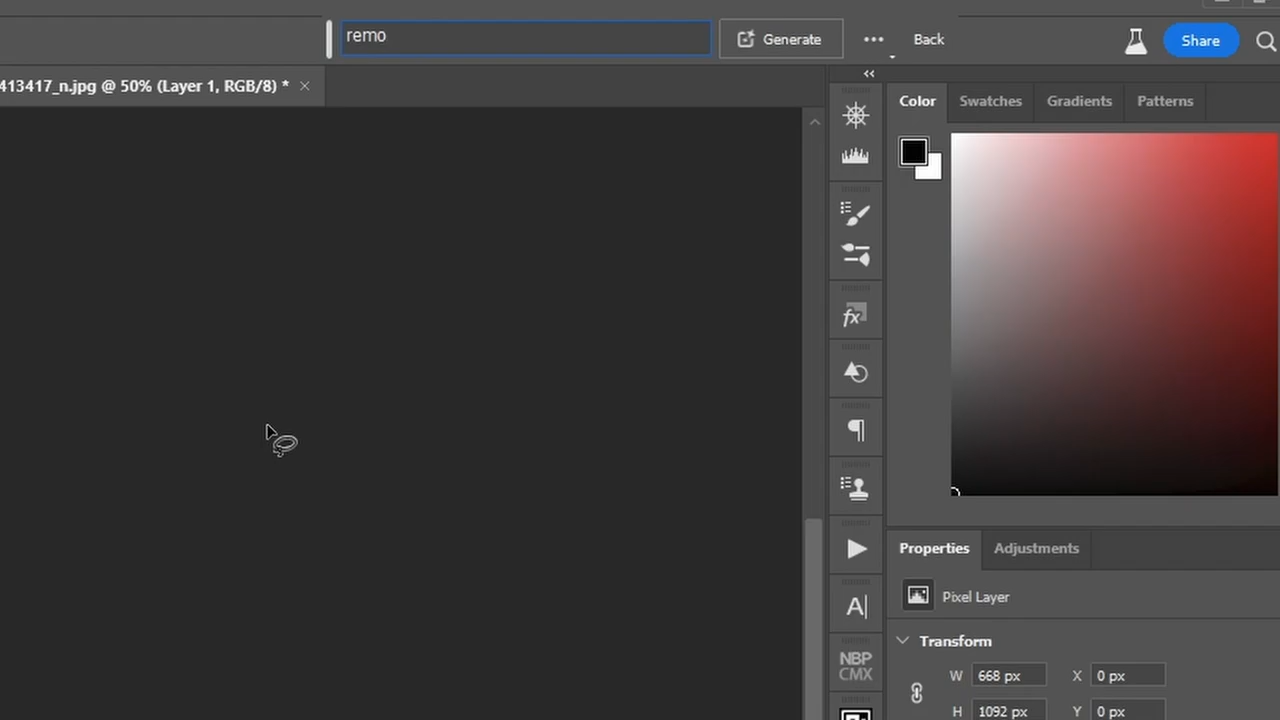 remo
Generate
Back
Share
413417_n.jpg @ 50% (Layer 1, RGB/8) *
Color
Swatches
Gradients
Patterns
fx
A
NBP
CMX
Properties
Adjustments
Pixel Layer
Transform
W 668 px X 0 px
H 1092 px Y 0 px